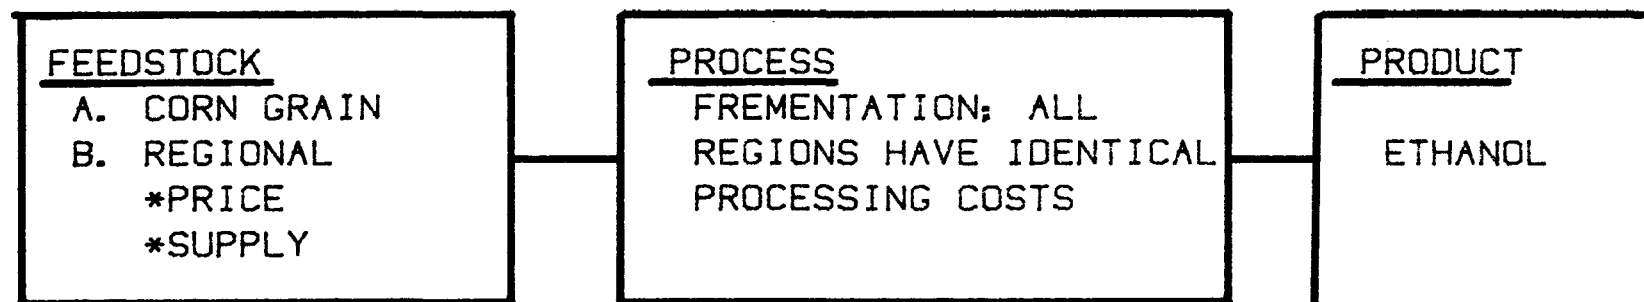 FEEDSTOCK
A. CORN GRAIN
B. REGIONAL
*PRICE
*SUPPLY
PROCESS
FREMENTATION; ALL
REGIONS HAVE IDENTICAL
PROCESSING COSTS
PRODUCT
ETHANOL